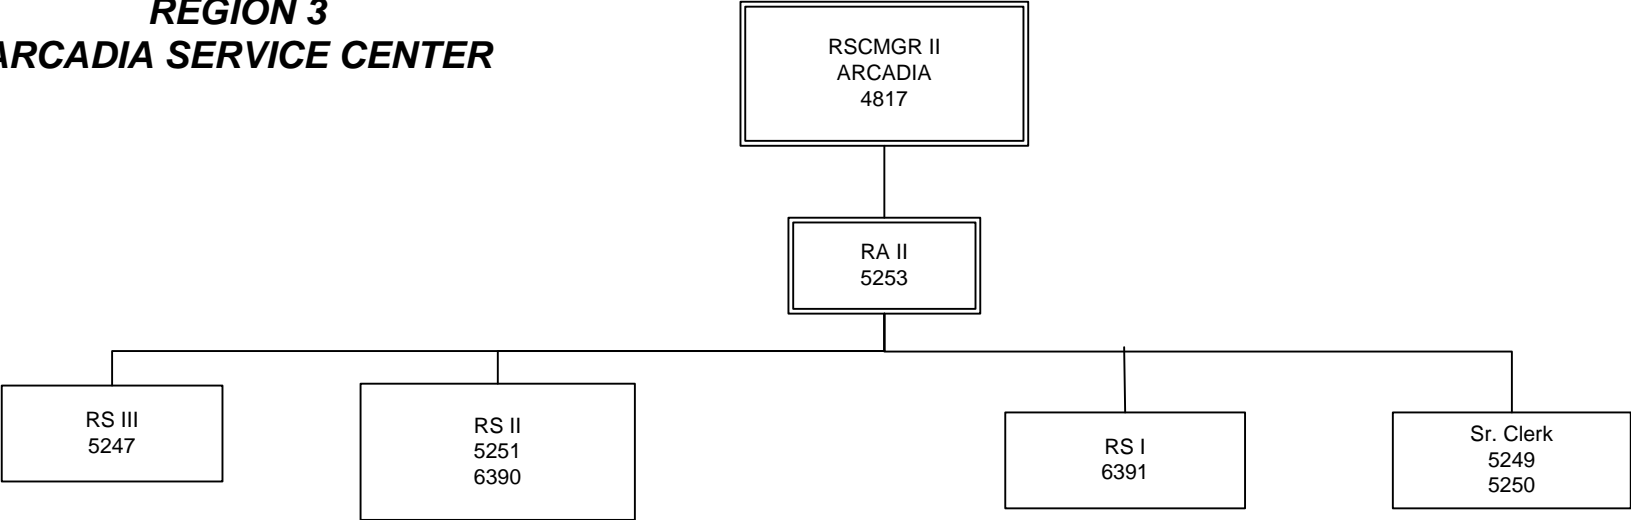 REGION 3
ARCADIA SERVICE CENTER
RSCMGR II
ARCADIA
4817
RA II
5253
RS III
5247
RS II
5251
6390
RS I
6391
Sr. Clerk
5249
5250